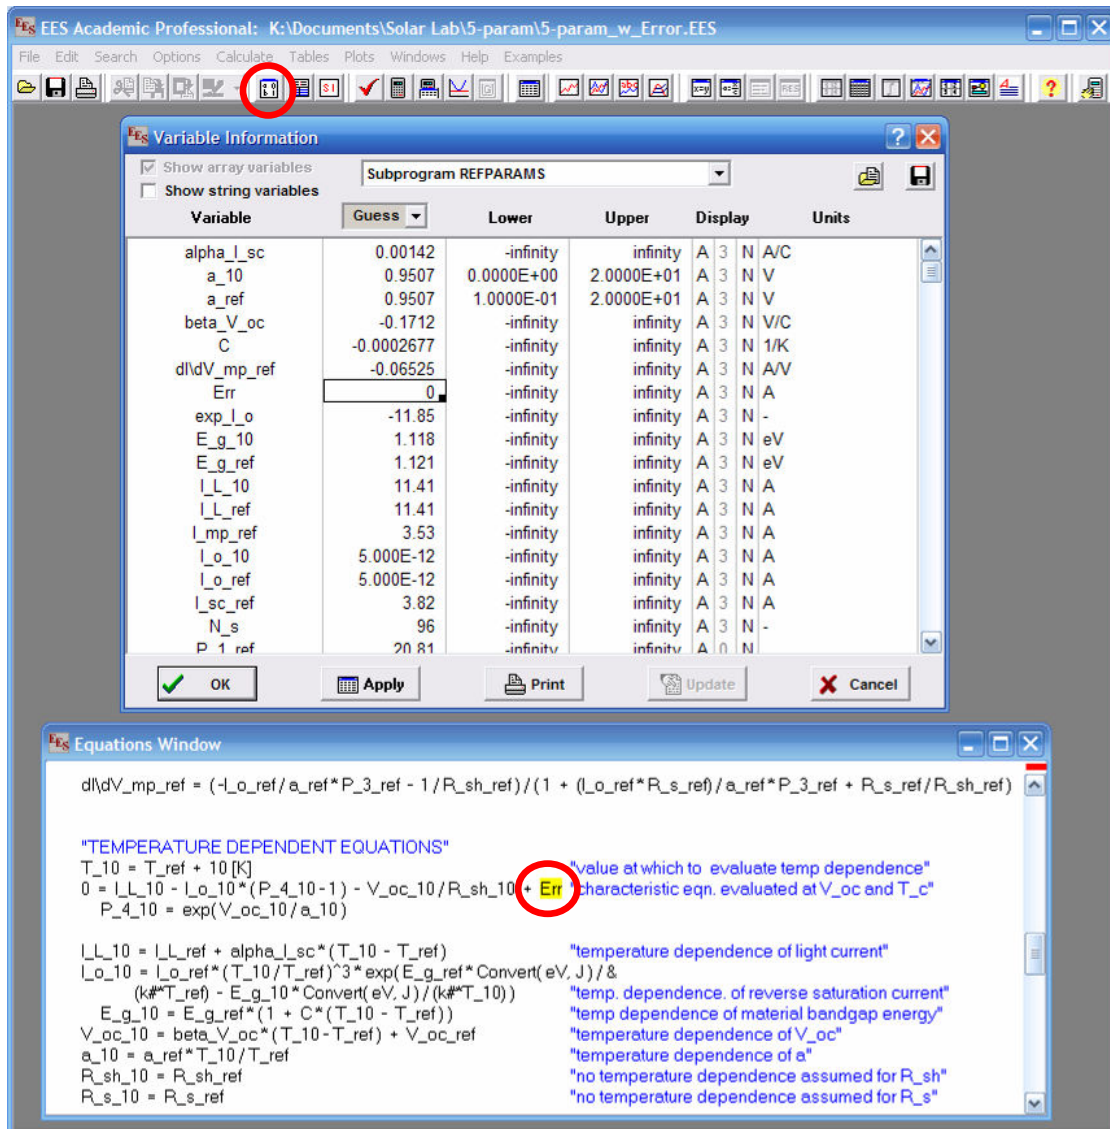 EES Academic Professional: K:\Documents\Solar Lab\5-param\5-param_w_Error.EES
File Edit Search Options Calculate Tables Plots Windows Help Examples
Variable Information
Show array variables
Show string variables
Subprogram REFPARAMS
Variable Guess Lower Upper Display Units
alpha_I_sc 0.00142 -infinity infinity A 3 N A/C
a_10 0.9507 0.0000E+00 2.0000E+01 A 3 N V
a_ref 0.9507 1.0000E-01 2.0000E+01 A 3 N V
beta_V_oc -0.1712 -infinity infinity A 3 N V/C
C -0.0002677 -infinity infinity A 3 N 1/K
dI\dV_mp_ref -0.06525 -infinity infinity A 3 N A/V
Err 0 -infinity infinity A 3 N A
exp_I_o -11.85 -infinity infinity A 3 N -
E_g_10 1.118 -infinity infinity A 3 N eV
E_g_ref 1.121 -infinity infinity A 3 N eV
I_L_10 11.41 -infinity infinity A 3 N A
I_L_ref 11.41 -infinity infinity A 3 N A
I_mp_ref 3.53 -infinity infinity A 3 N A
I_o_10 5.000E-12 -infinity infinity A 3 N A
I_o_ref 5.000E-12 -infinity infinity A 3 N A
I_sc_ref 3.82 -infinity infinity A 3 N A
N_s 96 -infinity infinity A 3 N -
P_1_ref 20.81 -infinity infinity A 0 N
OK Apply Print Update Cancel
Equations Window
dI\dV_mp_ref = (-I_o_ref/a_ref*P_3_ref - 1/R_sh_ref)/(1 + (I_o_ref*R_s_ref)/a_ref*P_3_ref + R_s_ref/R_sh_ref)
"TEMPERATURE DEPENDENT EQUATIONS"
T_10 = T_ref + 10 [K] "value at which to evaluate temp dependence"
0 = I_L_10 - I_o_10*(P_4_10-1) - V_oc_10/R_sh_10 + Err "characteristic eqn. evaluated at V_oc and T_c"
P_4_10 = exp(V_oc_10/a_10)
I_L_10 = I_L_ref + alpha_I_sc*(T_10 - T_ref) "temperature dependence of light current"
I_o_10 = I_o_ref*(T_10/T_ref)^3*exp(E_g_ref*Convert(eV, J)/&
(k#*T_ref) - E_g_10*Convert(eV, J)/(k#*T_10)) "temp. dependence. of reverse saturation current"
E_g_10 = E_g_ref*(1 + C*(T_10 - T_ref)) "temp dependence of material bandgap energy"
V_oc_10 = beta_V_oc*(T_10-T_ref) + V_oc_ref "temperature dependence of V_oc"
a_10 = a_ref*T_10/T_ref "temperature dependence of a"
R_sh_10 = R_sh_ref "no temperature dependence assumed for R_sh"
R_s_10 = R_s_ref "no temperature dependence assumed for R_s"